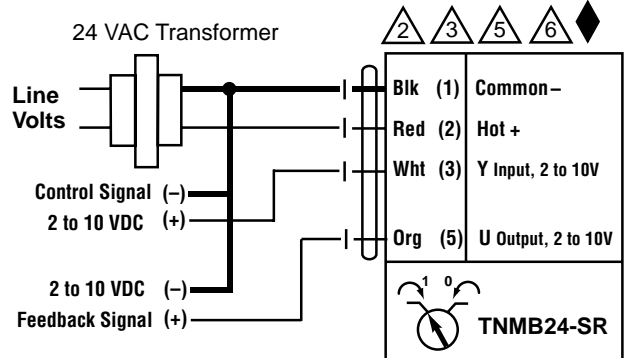 24 VAC Transformer
2 3 5 6
Line
Volts
Blk (1) Common –
Red (2) Hot +
Wht (3) Y Input, 2 to 10V
Control Signal (–)
2 to 10 VDC (+)
Org (5) U Output, 2 to 10V
2 to 10 VDC (–)
Feedback Signal (+)
1 0
TNMB24-SR